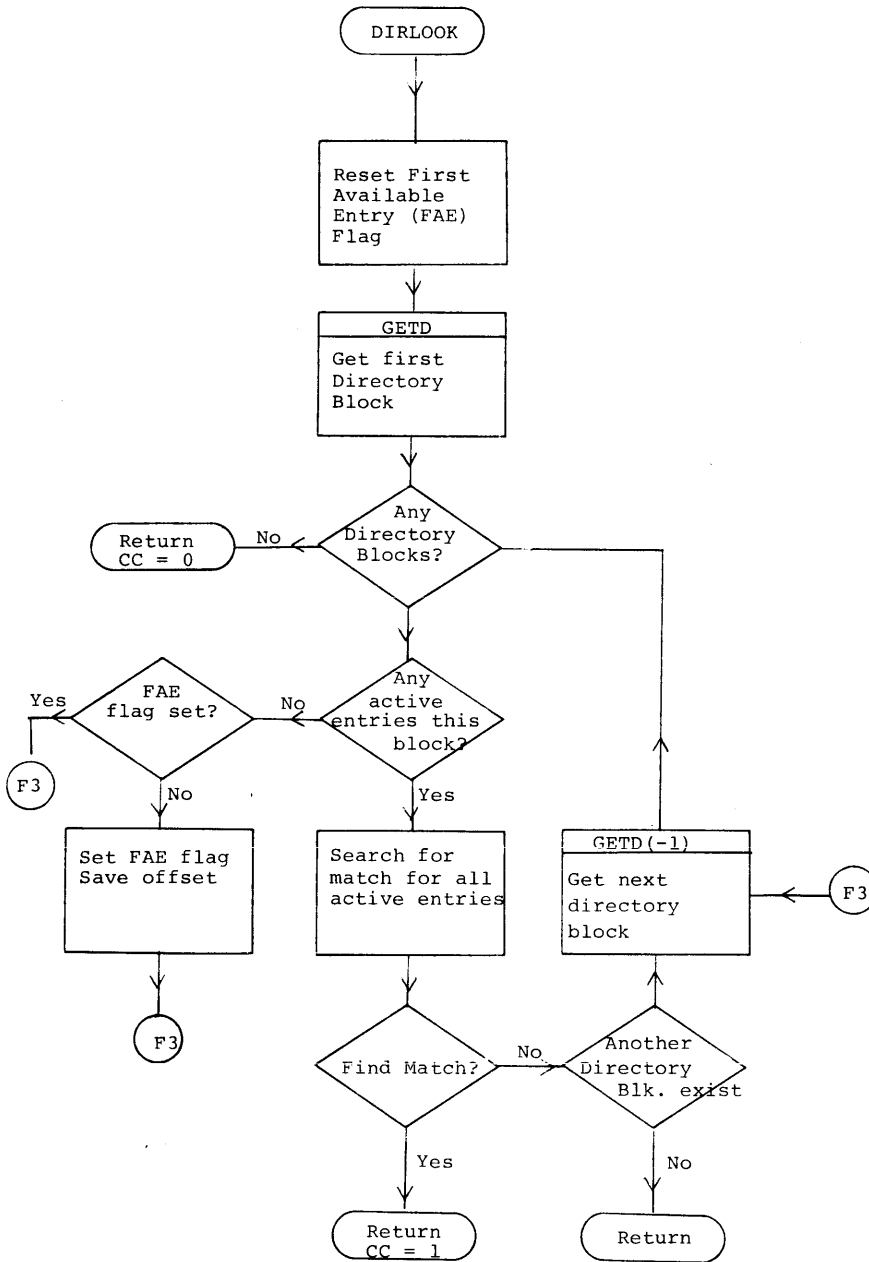 DIRLOOK
Reset First
Available
Entry (FAE)
Flag
GETD
Get first
Directory
Block
Any
Directory
Blocks?
No
Return
CC = 0
Any
active
entries this
block?
No
FAE
flag set?
Yes
F3
No
Set FAE flag
Save offset
F3
Yes
Search for
match for all
active entries
GETD(-1)
Get next
directory
block
F3
Find Match?
No
Another
Directory
Blk. exist
Yes
No
Return
CC = 1
Return